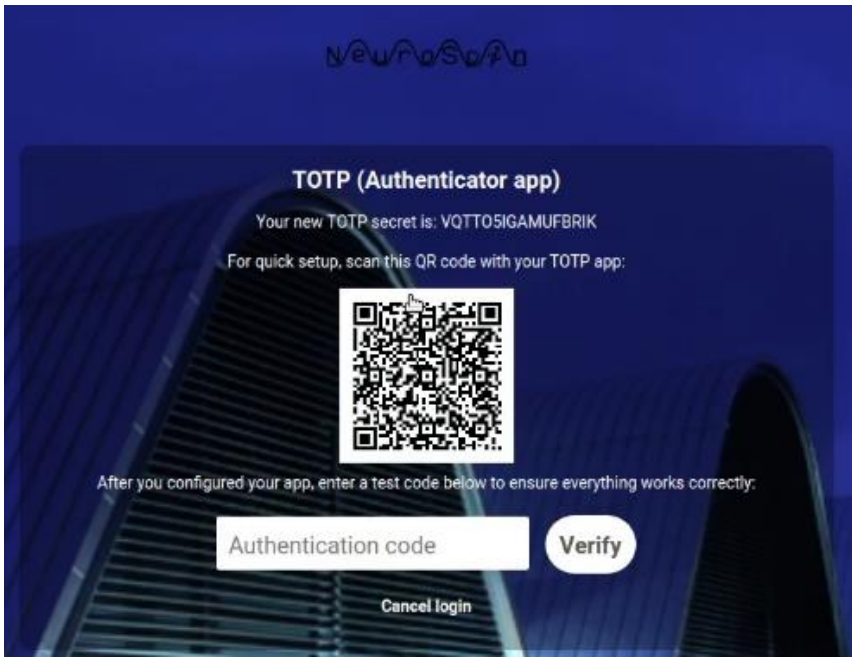 NeuroSpin
TOTP (Authenticator app)
Your new TOTP secret is: VQTTO5IGAMUFBRIK
For quick setup, scan this QR code with your TOTP app:
After you configured your app, enter a test code below to ensure everything works correctly:
Authentication code
Verify
Cancel login